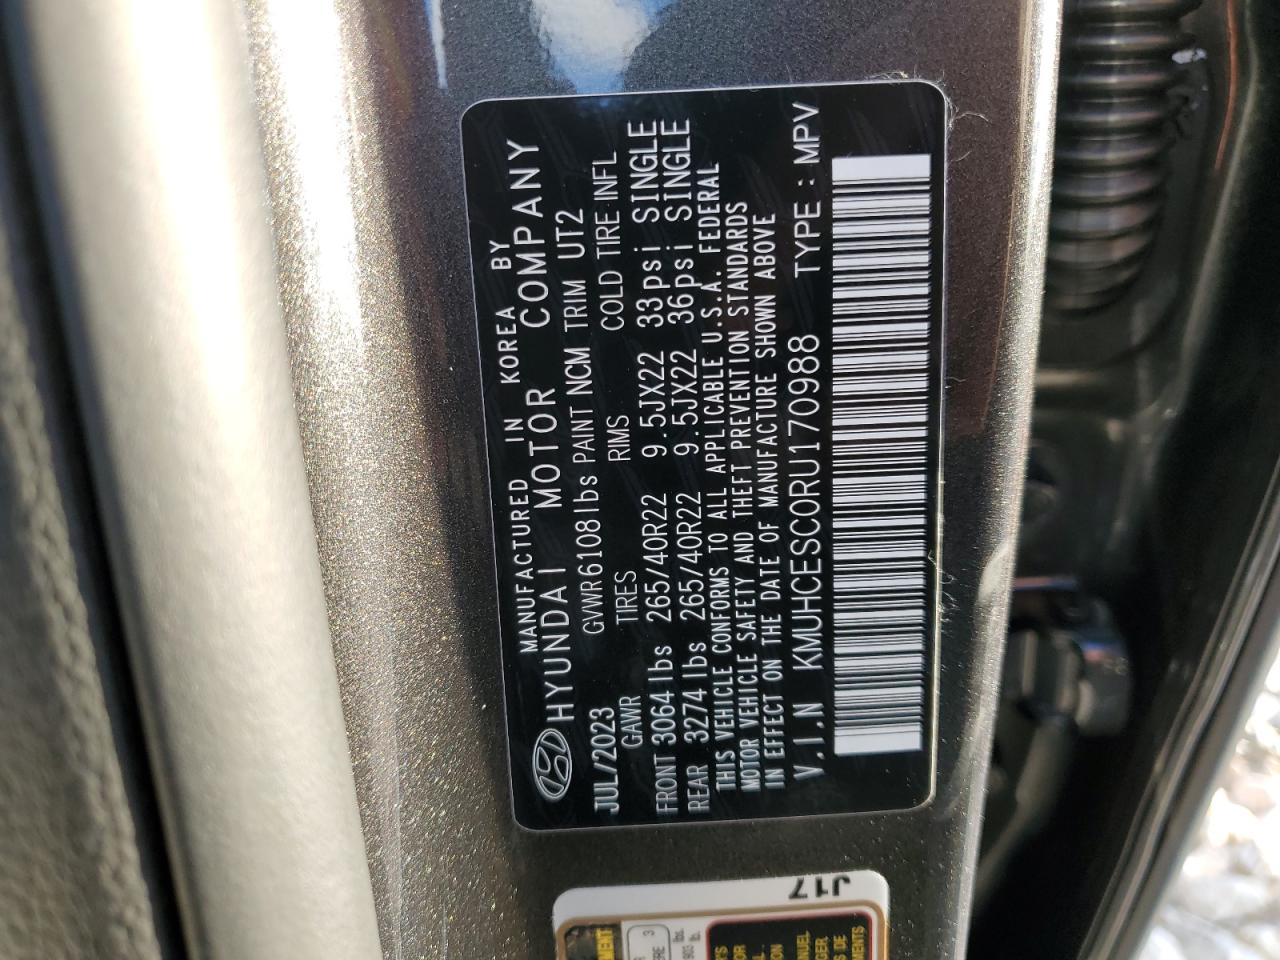 MANUFACTURED IN KOREA BY
HYUNDAI MOTOR COMPANY
JUL/2023 GVWR6108lbs PAINT NCM TRIM UT2
GAWR TIRES RIMS COLD TIRE INFL
FRONT 3064 lbs 265/40R22 9.5JX22 33psi SINGLE
REAR 3274 lbs 265/40R22 9.5JX22 36psi SINGLE
THIS VEHICLE CONFORMS TO ALL APPLICABLE U.S.A. FEDERAL
MOTOR VEHICLE SAFETY AND THEFT PREVENTION STANDARDS
IN EFFECT ON THE DATE OF MANUFACTURE SHOWN ABOVE
V.I.N KMUHCESC0RU170988 TYPE : MPV
J17